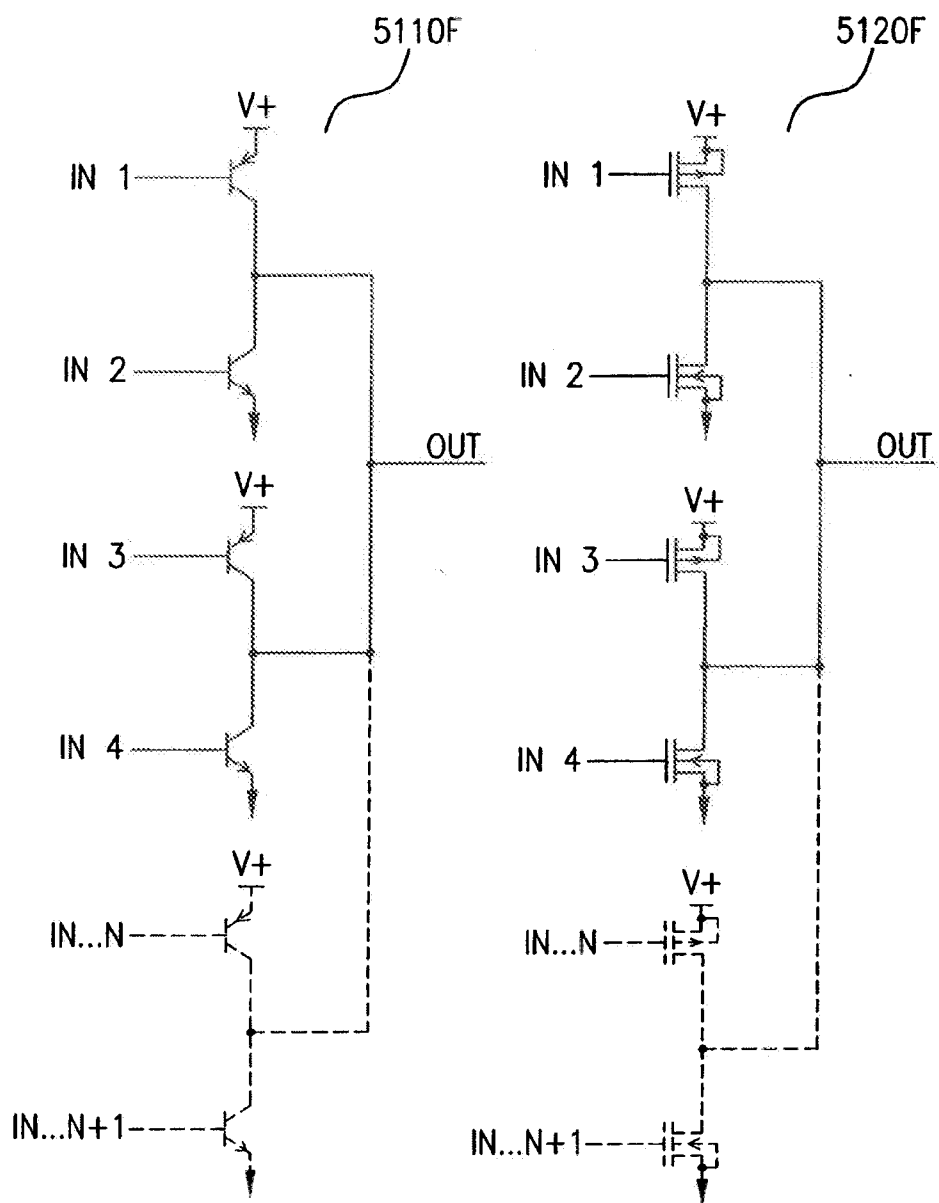 5110F
V+
IN 1
IN 2
OUT
V+
IN 3
IN 4
V+
IN...N
IN...N+1
5120F
V+
IN 1
IN 2
OUT
V+
IN 3
IN 4
V+
IN...N
IN...N+1